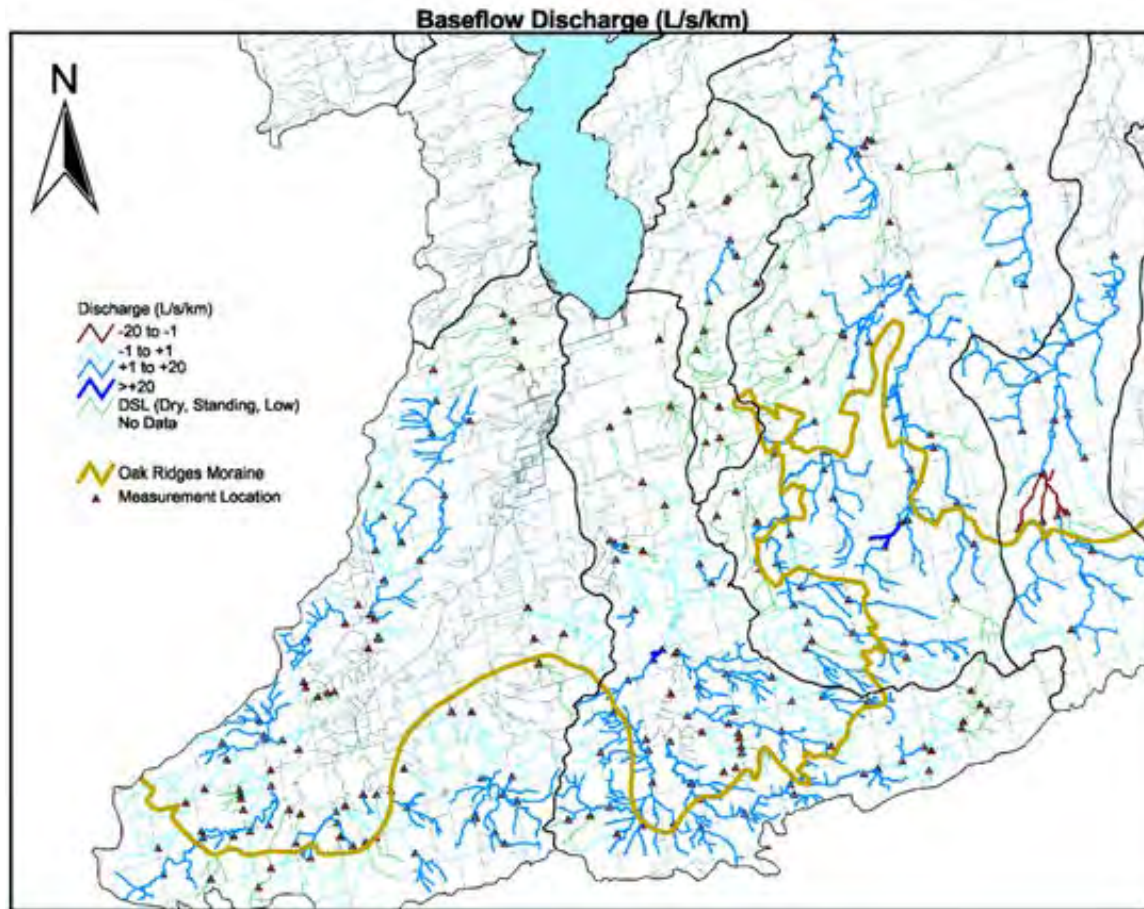 Baseflow Discharge (L/s/km)
N
Discharge (L/s/km)
-20 to -1
-1 to +1
+1 to +20
>+20
DSL (Dry, Standing, Low)
No Data
Oak Ridges Moraine
Measurement Location